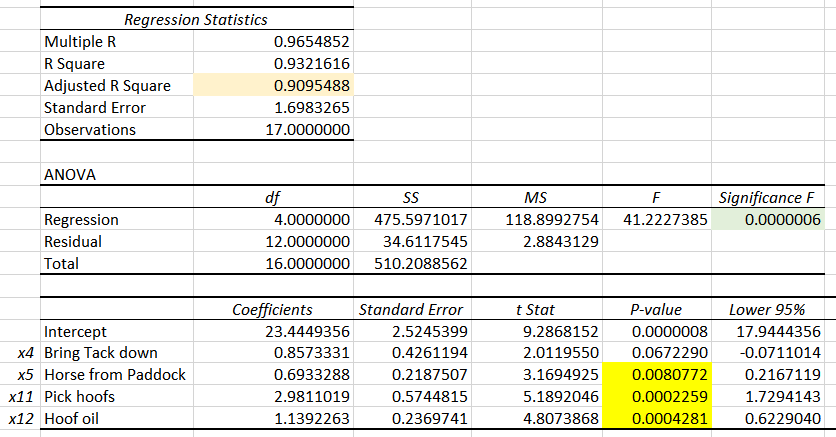 Regression Statistics
Multiple R 0.9654852
R Square 0.9321616
Adjusted R Square 0.9095488
Standard Error 1.6983265
Observations 17.0000000
ANOVA
df SS MS F Significance F
Regression 4.0000000 475.5971017 118.8992754 41.2227385 0.0000006
Residual 12.0000000 34.6117545 2.8843129
Total 16.0000000 510.2088562
Coefficients Standard Error t Stat P-value Lower 95%
Intercept 23.4449356 2.5245399 9.2868152 0.0000008 17.9444356
x4 Bring Tack down 0.8573331 0.4261194 2.0119550 0.0672290 -0.0711014
x5 Horse from Paddock 0.6933288 0.2187507 3.1694925 0.0080772 0.2167119
x11 Pick hoofs 2.9811019 0.5744815 5.1892046 0.0002259 1.7294143
x12 Hoof oil 1.1392263 0.2369741 4.8073868 0.0004281 0.6229040